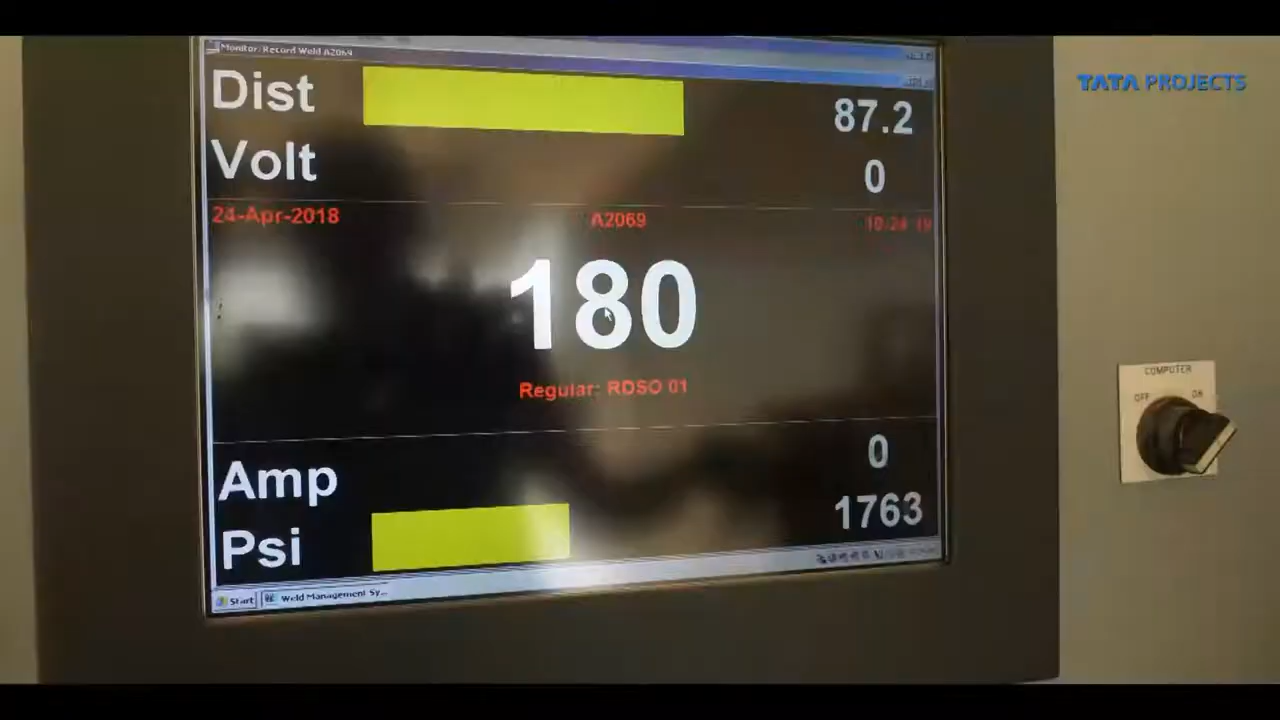 Monitor/Record Weld A2069
TATA PROJECTS
Dist 87.2
Volt 0
24-Apr-2018 A2069
180
Regular: RDSO 01
COMPUTER
OFF ON
Amp 0
Psi 1763
Start Weld Management Sy...